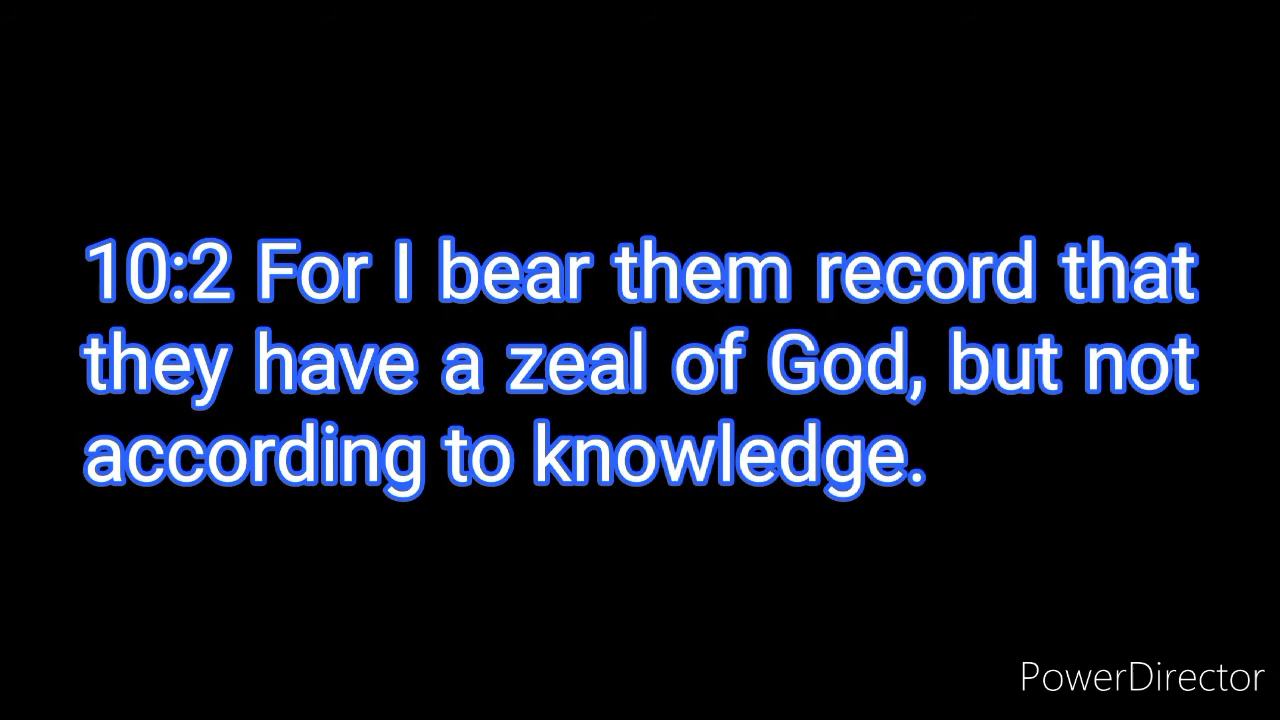 10:2 For I bear them record that
they have a zeal of God, but not
according to knowledge.
PowerDirector